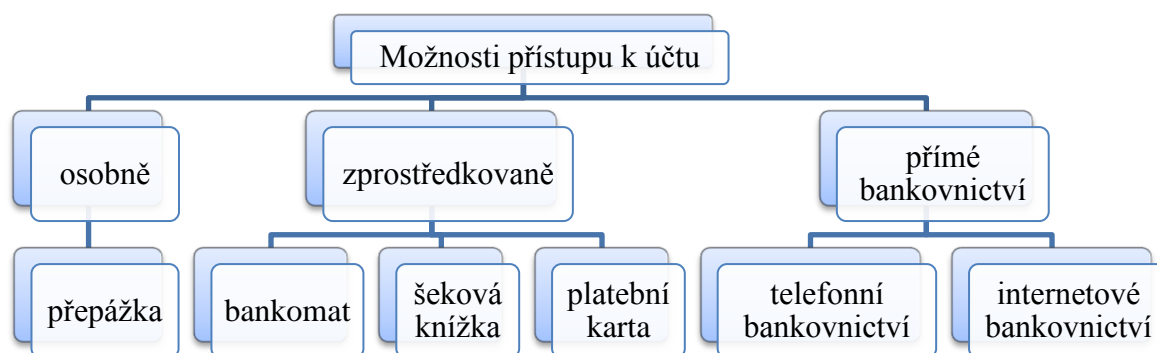 Možnosti přístupu k účtu
osobně
zprostředkovaně
přímé
bankovnictví
přepážka
bankomat
šeková
knížka
platební
karta
telefonní
bankovnictví
internetové
bankovnictví